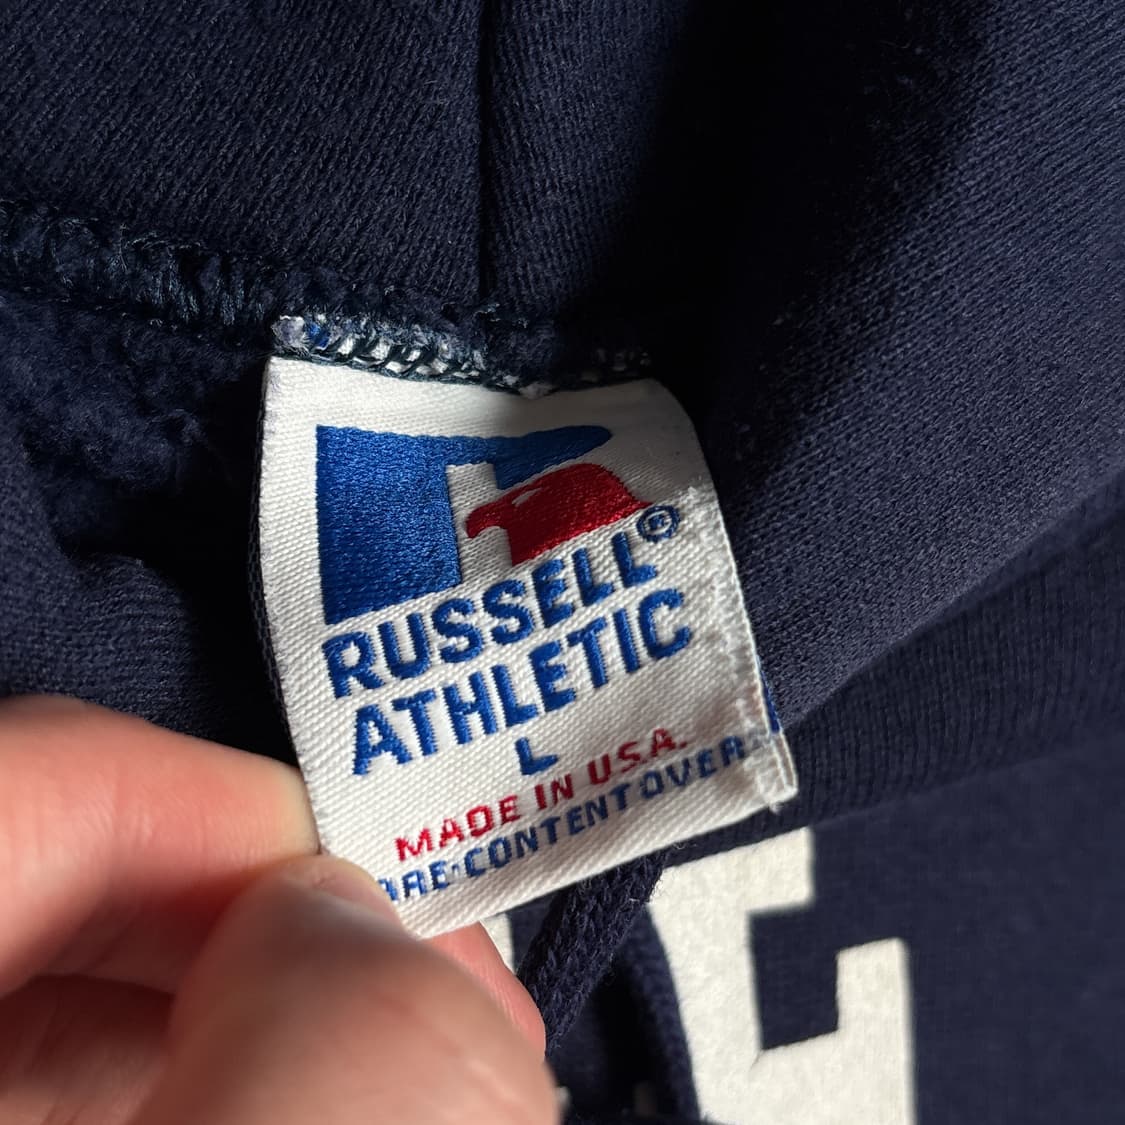 RUSSELL®
ATHLETIC
L
MADE IN U.S.A.
CARE·CONTENT OVER